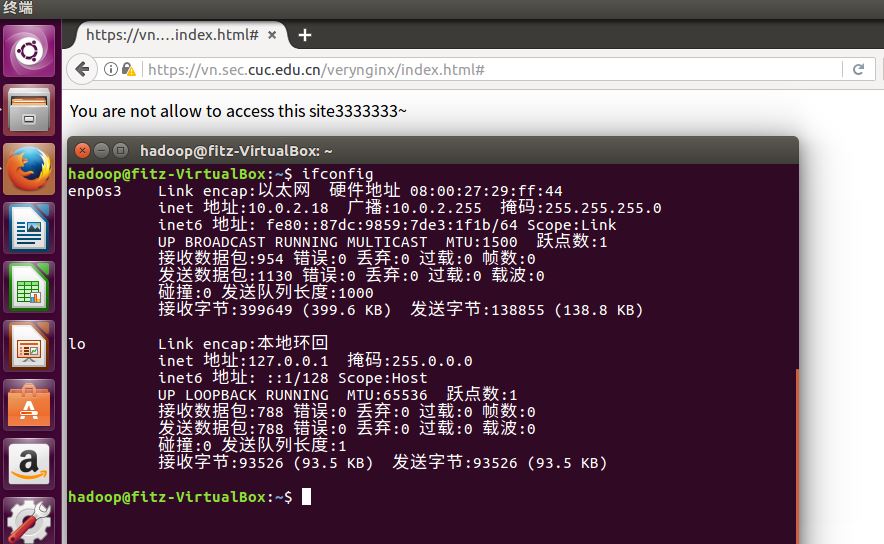 终端
https://vn.…index.html#
https://vn.sec.cuc.edu.cn/verynginx/index.html#
You are not allow to access this site3333333~
hadoop@fitz-VirtualBox: ~
hadoop@fitz-VirtualBox:~$ ifconfig
enp0s3    Link encap:以太网  硬件地址 08:00:27:29:ff:44
inet 地址:10.0.2.18  广播:10.0.2.255  掩码:255.255.255.0
inet6 地址: fe80::87dc:9859:7de3:1f1b/64 Scope:Link
UP BROADCAST RUNNING MULTICAST  MTU:1500  跃点数:1
接收数据包:954 错误:0 丢弃:0 过载:0 帧数:0
发送数据包:1130 错误:0 丢弃:0 过载:0 载波:0
碰撞:0 发送队列长度:1000
接收字节:399649 (399.6 KB)  发送字节:138855 (138.8 KB)
lo        Link encap:本地环回
inet 地址:127.0.0.1  掩码:255.0.0.0
inet6 地址: ::1/128 Scope:Host
UP LOOPBACK RUNNING  MTU:65536  跃点数:1
接收数据包:788 错误:0 丢弃:0 过载:0 帧数:0
发送数据包:788 错误:0 丢弃:0 过载:0 载波:0
碰撞:0 发送队列长度:1
接收字节:93526 (93.5 KB)  发送字节:93526 (93.5 KB)
hadoop@fitz-VirtualBox:~$